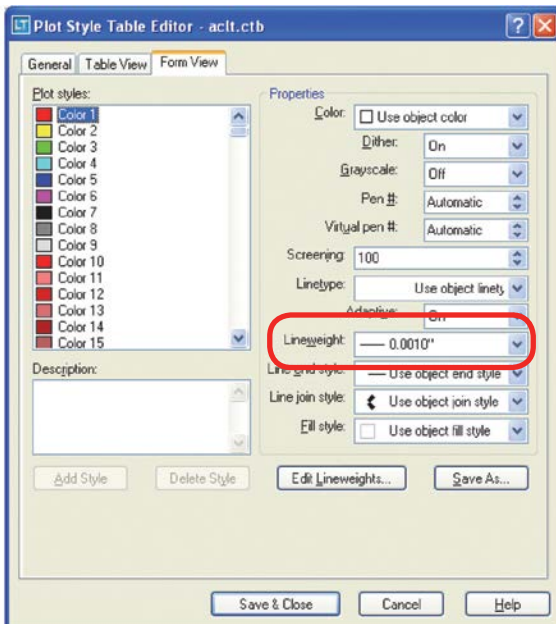 LT Plot Style Table Editor - aclt.ctb
General Table View Form View
Plot styles:
Color 1
Color 2
Color 3
Color 4
Color 5
Color 6
Color 7
Color 8
Color 9
Color 10
Color 11
Color 12
Color 13
Color 14
Color 15
Description:
Add Style Delete Style
Properties
Color: Use object color
Dither: On
Grayscale: Off
Pen #: Automatic
Virtual pen #: Automatic
Screening: 100
Linetype: Use object linety
Adaptive: On
Lineweight: 0.0010"
Line end style: Use object end style
Line join style: Use object join style
Fill style: Use object fill style
Edit Lineweights... Save As...
Save & Close Cancel Help